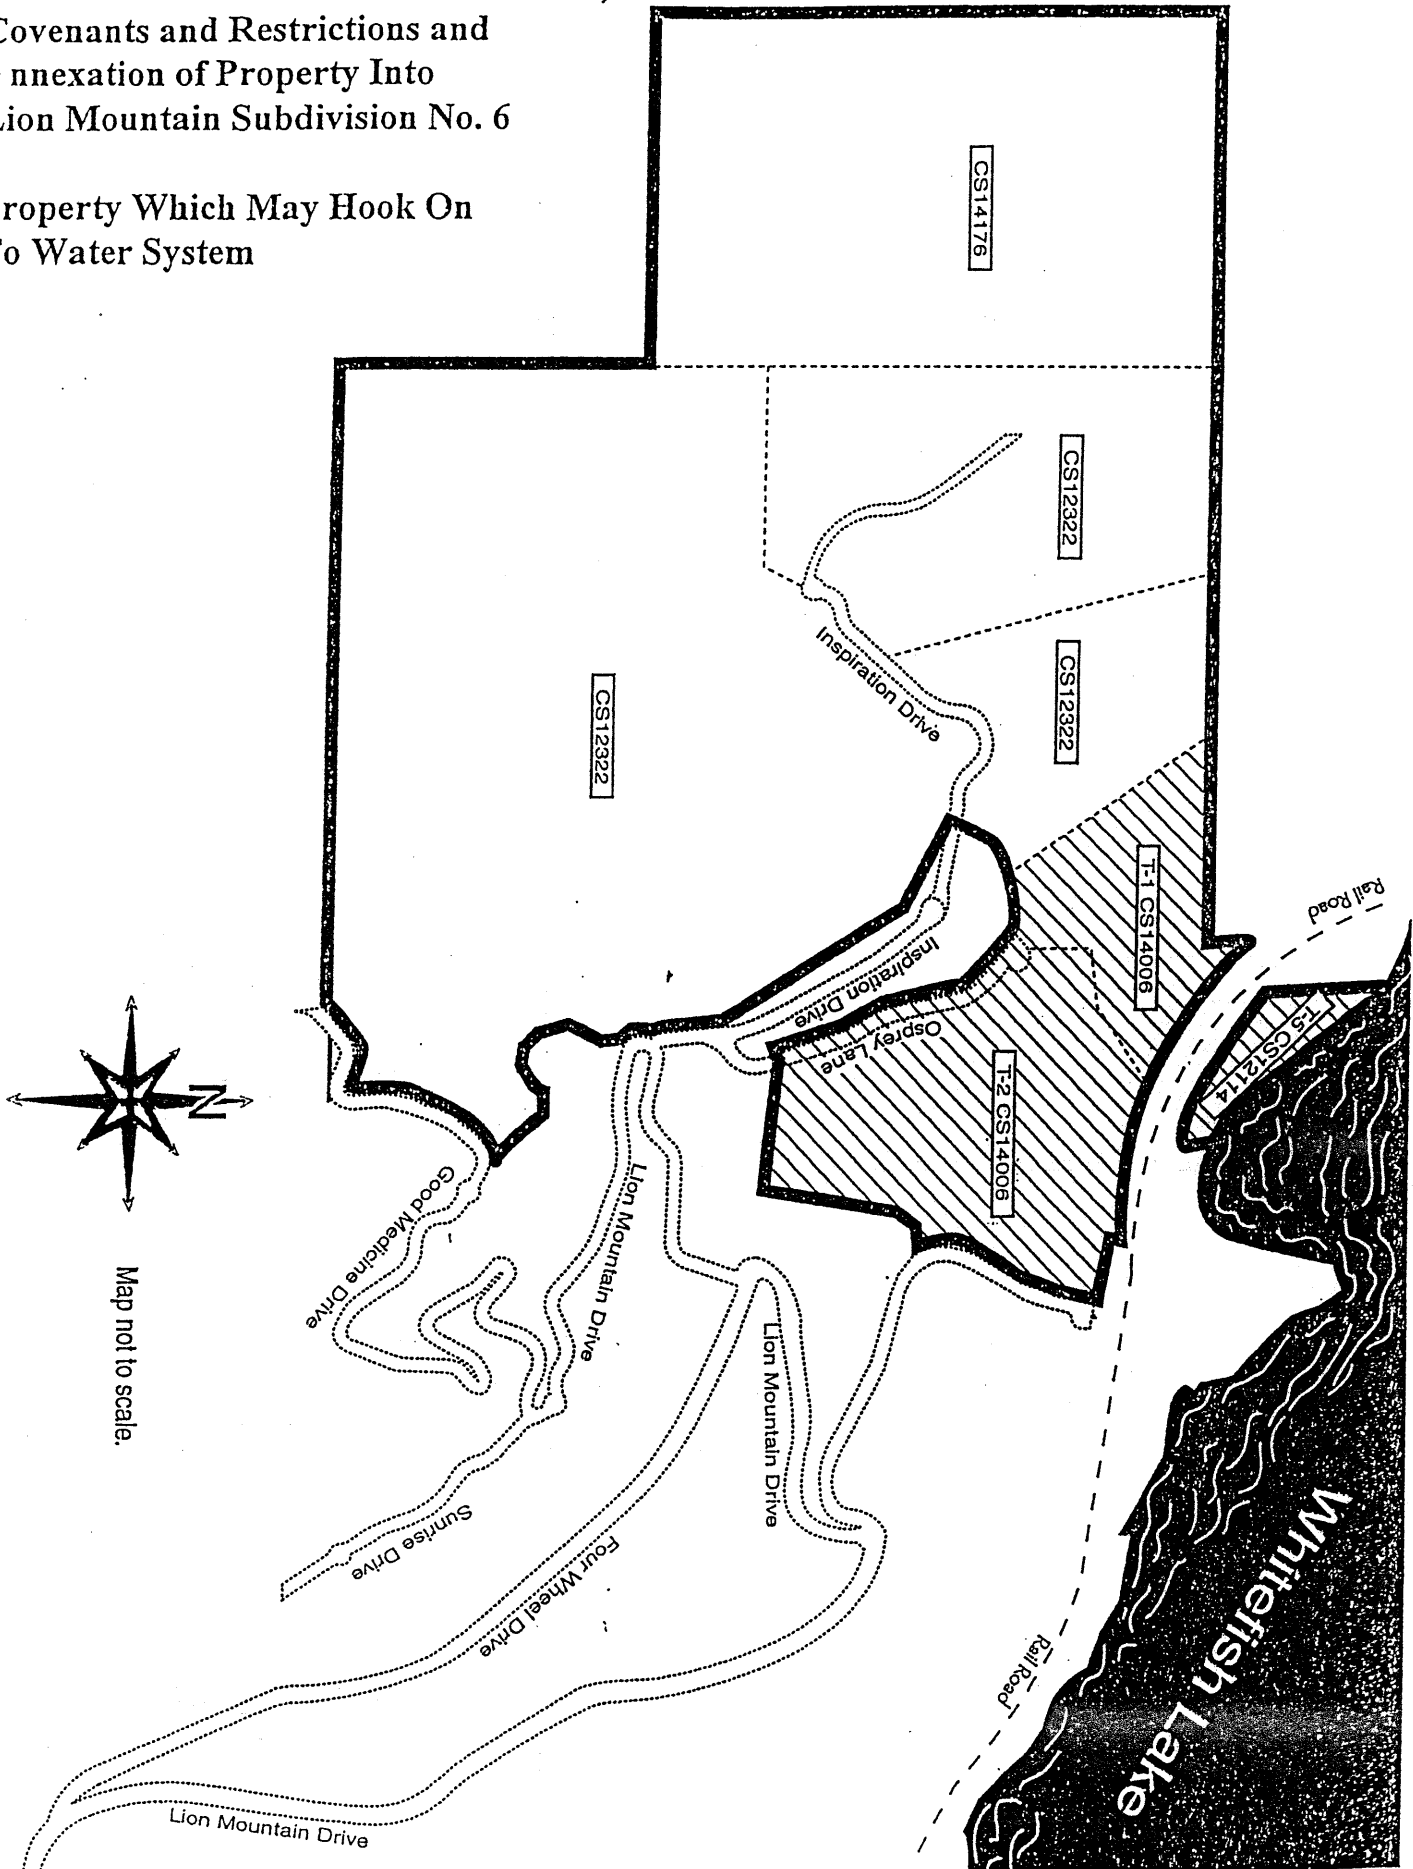 Covenants and Restrictions and
nnexation of Property Into
Lion Mountain Subdivision No. 6
roperty Which May Hook On
To Water System
CS14176
CS12322
CS12322
CS12322
Inspiration Drive
T-1 CS14006
Rail Road
T-5 CS12114
Inspiration Drive
Osprey Lane
T-2 CS14006
N
Good Medicine Drive
Lion Mountain Drive
Map not to scale.
Lion Mountain Drive
Sunrise Drive
Four Wheel Drive
Whitefish Lake
Rail Road
Lion Mountain Drive